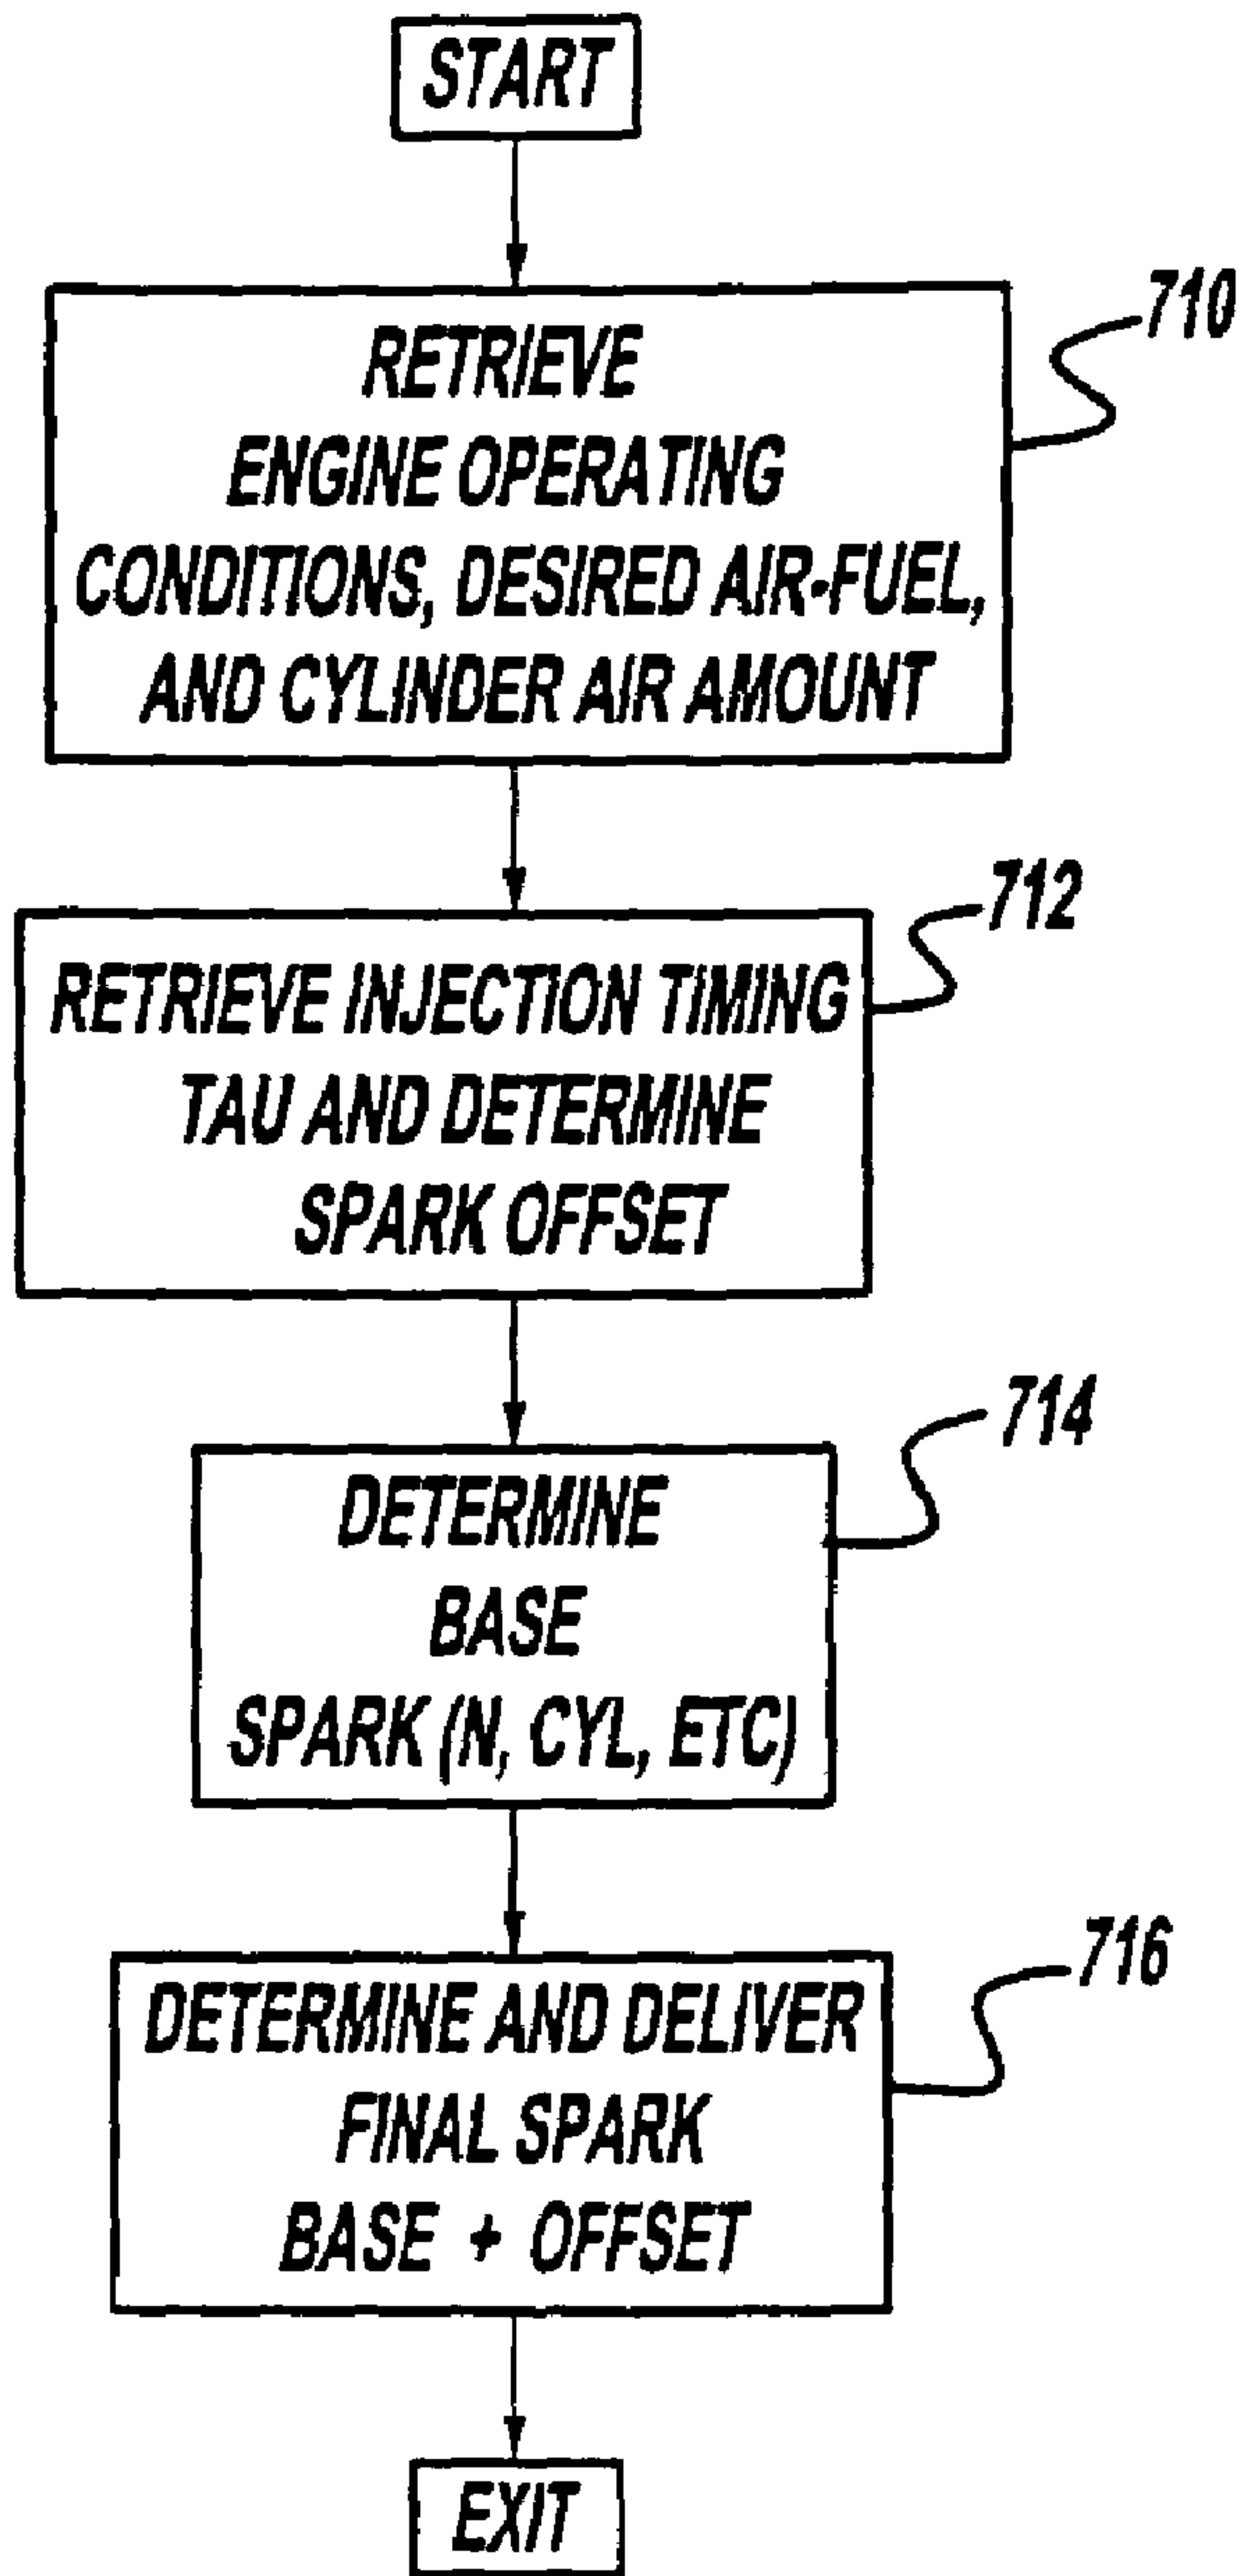 START
710
RETRIEVE
ENGINE OPERATING
CONDITIONS, DESIRED AIR-FUEL,
AND CYLINDER AIR AMOUNT
712
RETRIEVE INJECTION TIMING
TAU AND DETERMINE
SPARK OFFSET
714
DETERMINE
BASE
SPARK (N, CYL, ETC)
716
DETERMINE AND DELIVER
FINAL SPARK
BASE + OFFSET
EXIT